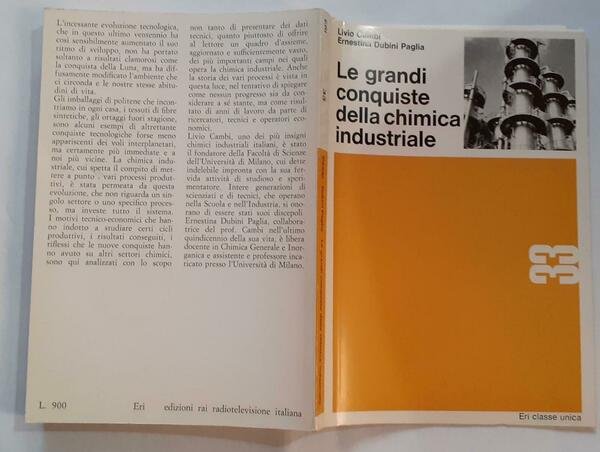 L'incessante evoluzione tecnologica,
che in questo ultimo ventennio ha
così sensibilmente aumentato il suo
ritmo di sviluppo, non ha portato
soltanto a risultati clamorosi come
la conquista della Luna, ma ha dif-
fusamente modificato l'ambiente che
ci circonda e le nostre stesse abitu-
dini di vita.
Gli imballaggi di politene che incon-
triamo in ogni casa, i tessuti di fibre
sintetiche, gli ortaggi fuori stagione,
sono alcuni esempi di altrettante
conquiste tecnologiche forse meno
appariscenti dei voli interplanetari,
ma certamente più immediate e a
noi più vicine. La chimica indu-
striale, cui spetta il compito di met-
tere a punto i vari processi produt-
tivi, è stata permeata da questa
evoluzione, che non riguarda un sin-
golo settore o uno specifico proces-
so, ma investe tutto il sistema.
I motivi tecnico-economici che han-
no indotto a studiare certi cicli
produttivi, i risultati conseguiti, i
riflessi che le nuove conquiste han-
no avuto su altri settori chimici,
sono qui analizzati con lo scopo
non tanto di presentare dei dati
tecnici, quanto piuttosto di offrire
al lettore un quadro d'assieme,
aggiornato e sufficientemente vasto,
dei più importanti campi nei quali
opera la chimica industriale. Anche
la storia dei vari processi è vista in
questa luce, nel tentativo di spiegare
come nessun progresso sia da con-
siderare a sé stante, ma come risul-
tato di anni di lavoro da parte di
ricercatori, tecnici e operatori eco-
nomici.
Livio Cambi, uno dei più insigni
chimici industriali italiani, è stato
il fondatore della Facoltà di Scienze
dell'Università di Milano, cui dette
indelebile impronta con la sua fer-
vida attività di studioso e speri-
mentatore. Intere generazioni di
scienziati e di tecnici, che operano
nella Scuola e nell'Industria, si ono-
rano di essere stati suoi discepoli.
Ernestina Dubini Paglia, collabora-
trice del prof. Cambi nell'ultimo
quindicennio della sua vita, è libera
docente in Chimica Generale e Inor-
ganica e assistente e professore inca-
ricato presso l'Università di Milano.
L. 900
Eri edizioni rai radiotelevisione italiana
Livio Cambi
Ernestina Dubini Paglia
Le grandi
conquiste
della chimica
industriale
33
Eri classe unica